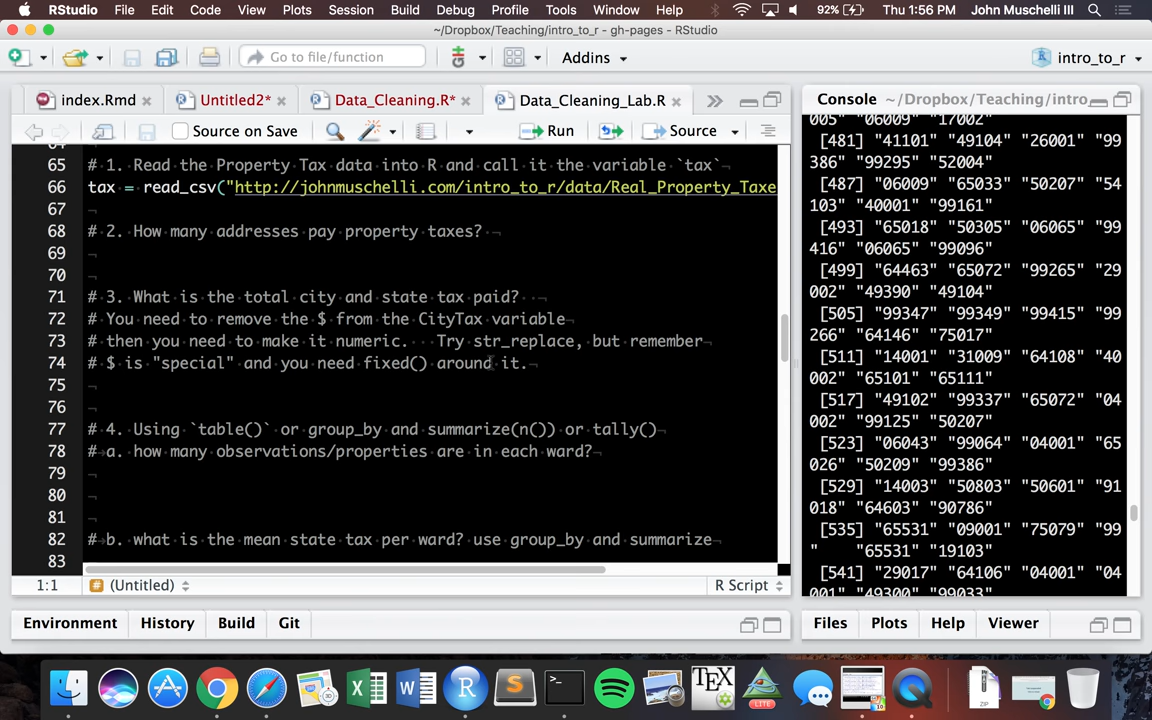 RStudio File Edit Code View Plots Session Build Debug Profile Tools Window Help 92% Thu 1:56 PM John Muschelli III
~/Dropbox/Teaching/intro_to_r - gh-pages - RStudio
Go to file/function Addins intro_to_r
index.Rmd Untitled2* Data_Cleaning.R* Data_Cleaning_Lab.R
Source on Save Run Source
65 # 1. Read the Property Tax data into R and call it the variable `tax`
66 tax = read_csv("http://johnmuschelli.com/intro_to_r/data/Real_Property_Taxe
67
68 # 2. How many addresses pay property taxes?
69
70
71 # 3. What is the total city and state tax paid?
72 # You need to remove the $ from the CityTax variable
73 # then you need to make it numeric. Try str_replace, but remember
74 # $ is "special" and you need fixed() around it.
75
76
77 # 4. Using `table()` or group_by and summarize(n()) or tally()
78 # a. how many observations/properties are in each ward?
79
80
81
82 # b. what is the mean state tax per ward? use group_by and summarize
83
1:1 (Untitled) R Script
Environment History Build Git
Console ~/Dropbox/Teaching/intro_
005" "06009" "17002"
[481] "41101" "49104" "26001" "99
386" "99295" "52004"
[487] "06009" "65033" "50207" "54
103" "40001" "99161"
[493] "65018" "50305" "06065" "99
416" "06065" "99096"
[499] "64463" "65072" "99265" "29
002" "49390" "49104"
[505] "99347" "99349" "99415" "99
266" "64146" "75017"
[511] "14001" "31009" "64108" "40
002" "65101" "65111"
[517] "49102" "99337" "65072" "04
002" "99125" "50207"
[523] "06043" "99064" "04001" "65
026" "50209" "99386"
[529] "14003" "50803" "50601" "91
018" "64603" "90786"
[535] "65531" "09001" "75079" "99
" "65531" "19103"
[541] "29017" "64106" "04001" "04
001" "49300" "99033"
Files Plots Help Viewer
TEX
LITE
ZIP